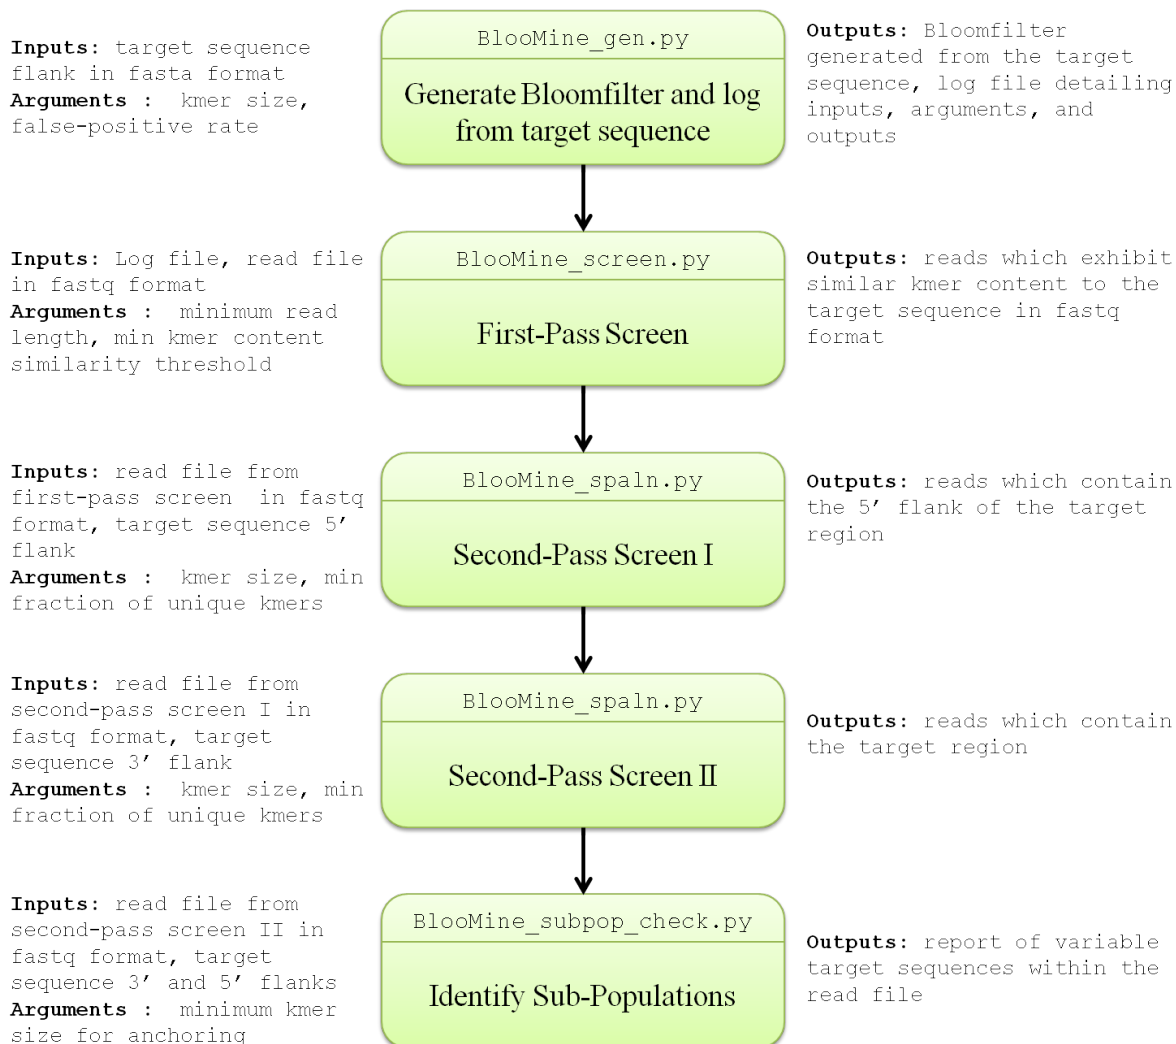 Inputs: target sequence
flank in fasta format
Arguments :  kmer size,
false-positive rate
BlooMine_gen.py
Generate Bloomfilter and log
from target sequence
Outputs: Bloomfilter
generated from the target
sequence, log file detailing
inputs, arguments, and
outputs
Inputs: Log file, read file
in fastq format
Arguments :  minimum read
length, min kmer content
similarity threshold
BlooMine_screen.py
First-Pass Screen
Outputs: reads which exhibit
similar kmer content to the
target sequence in fastq
format
Inputs: read file from
first-pass screen  in fastq
format, target sequence 5’
flank
Arguments :  kmer size, min
fraction of unique kmers
BlooMine_spaln.py
Second-Pass Screen I
Outputs: reads which contain
the 5’ flank of the target
region
Inputs: read file from
second-pass screen I in
fastq format, target
sequence 3’ flank
Arguments :  kmer size, min
fraction of unique kmers
BlooMine_spaln.py
Second-Pass Screen II
Outputs: reads which contain
the target region
Inputs: read file from
second-pass screen II in
fastq format, target
sequence 3’ and 5’ flanks
Arguments :  minimum kmer
size for anchoring
BlooMine_subpop_check.py
Identify Sub-Populations
Outputs: report of variable
target sequences within the
read file